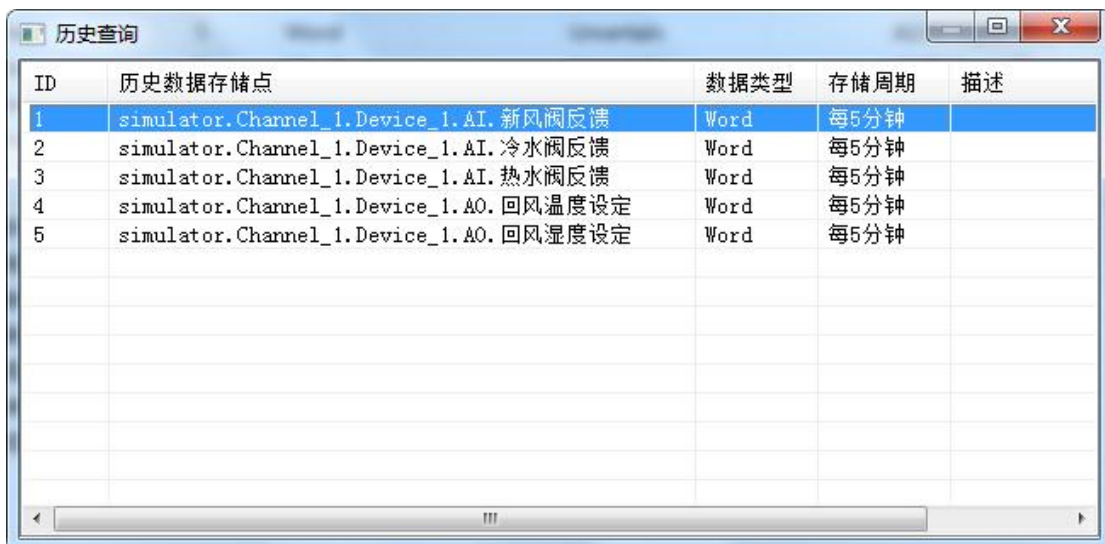 历史查询
ID 历史数据存储点 数据类型 存储周期 描述
1 simulator.Channel_1.Device_1.AI.新风阀反馈 Word 每5分钟
2 simulator.Channel_1.Device_1.AI.冷水阀反馈 Word 每5分钟
3 simulator.Channel_1.Device_1.AI.热水阀反馈 Word 每5分钟
4 simulator.Channel_1.Device_1.AO.回风温度设定 Word 每5分钟
5 simulator.Channel_1.Device_1.AO.回风湿度设定 Word 每5分钟